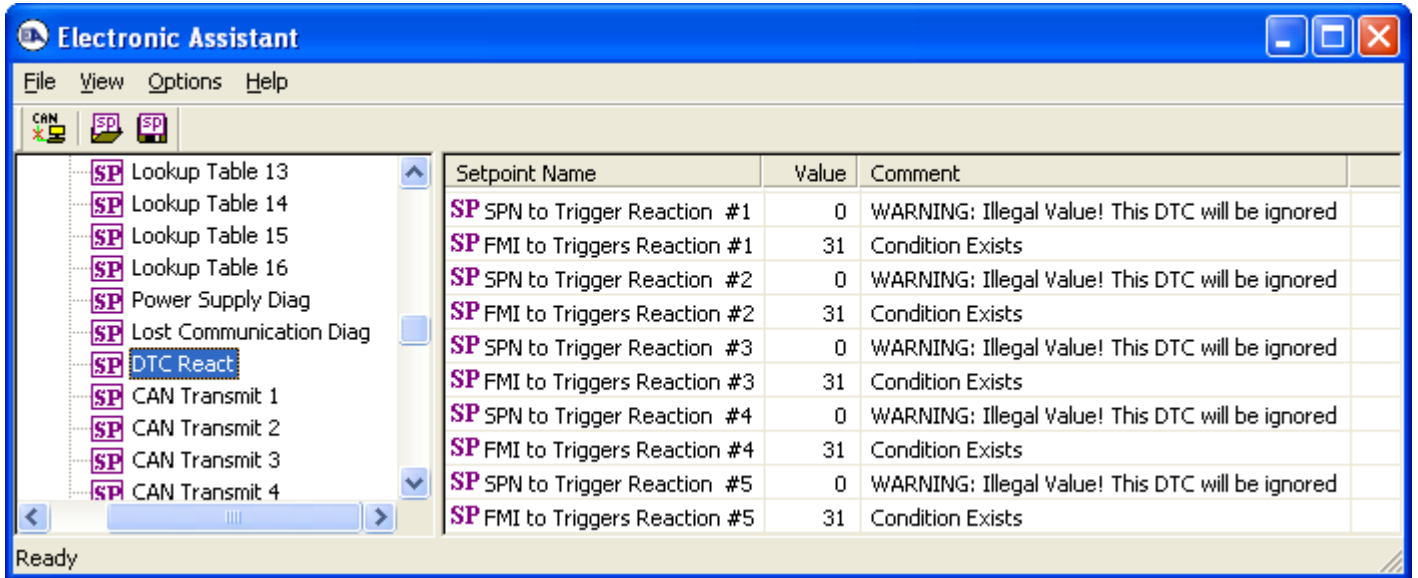 Electronic Assistant
File View Options Help
CAN
SP SP
SP Lookup Table 13
SP Lookup Table 14
SP Lookup Table 15
SP Lookup Table 16
SP Power Supply Diag
SP Lost Communication Diag
SP DTC React
SP CAN Transmit 1
SP CAN Transmit 2
SP CAN Transmit 3
SP CAN Transmit 4
Setpoint Name Value Comment
SP SPN to Trigger Reaction #1 0 WARNING: Illegal Value! This DTC will be ignored
SP FMI to Triggers Reaction #1 31 Condition Exists
SP SPN to Trigger Reaction #2 0 WARNING: Illegal Value! This DTC will be ignored
SP FMI to Triggers Reaction #2 31 Condition Exists
SP SPN to Trigger Reaction #3 0 WARNING: Illegal Value! This DTC will be ignored
SP FMI to Triggers Reaction #3 31 Condition Exists
SP SPN to Trigger Reaction #4 0 WARNING: Illegal Value! This DTC will be ignored
SP FMI to Triggers Reaction #4 31 Condition Exists
SP SPN to Trigger Reaction #5 0 WARNING: Illegal Value! This DTC will be ignored
SP FMI to Triggers Reaction #5 31 Condition Exists
Ready